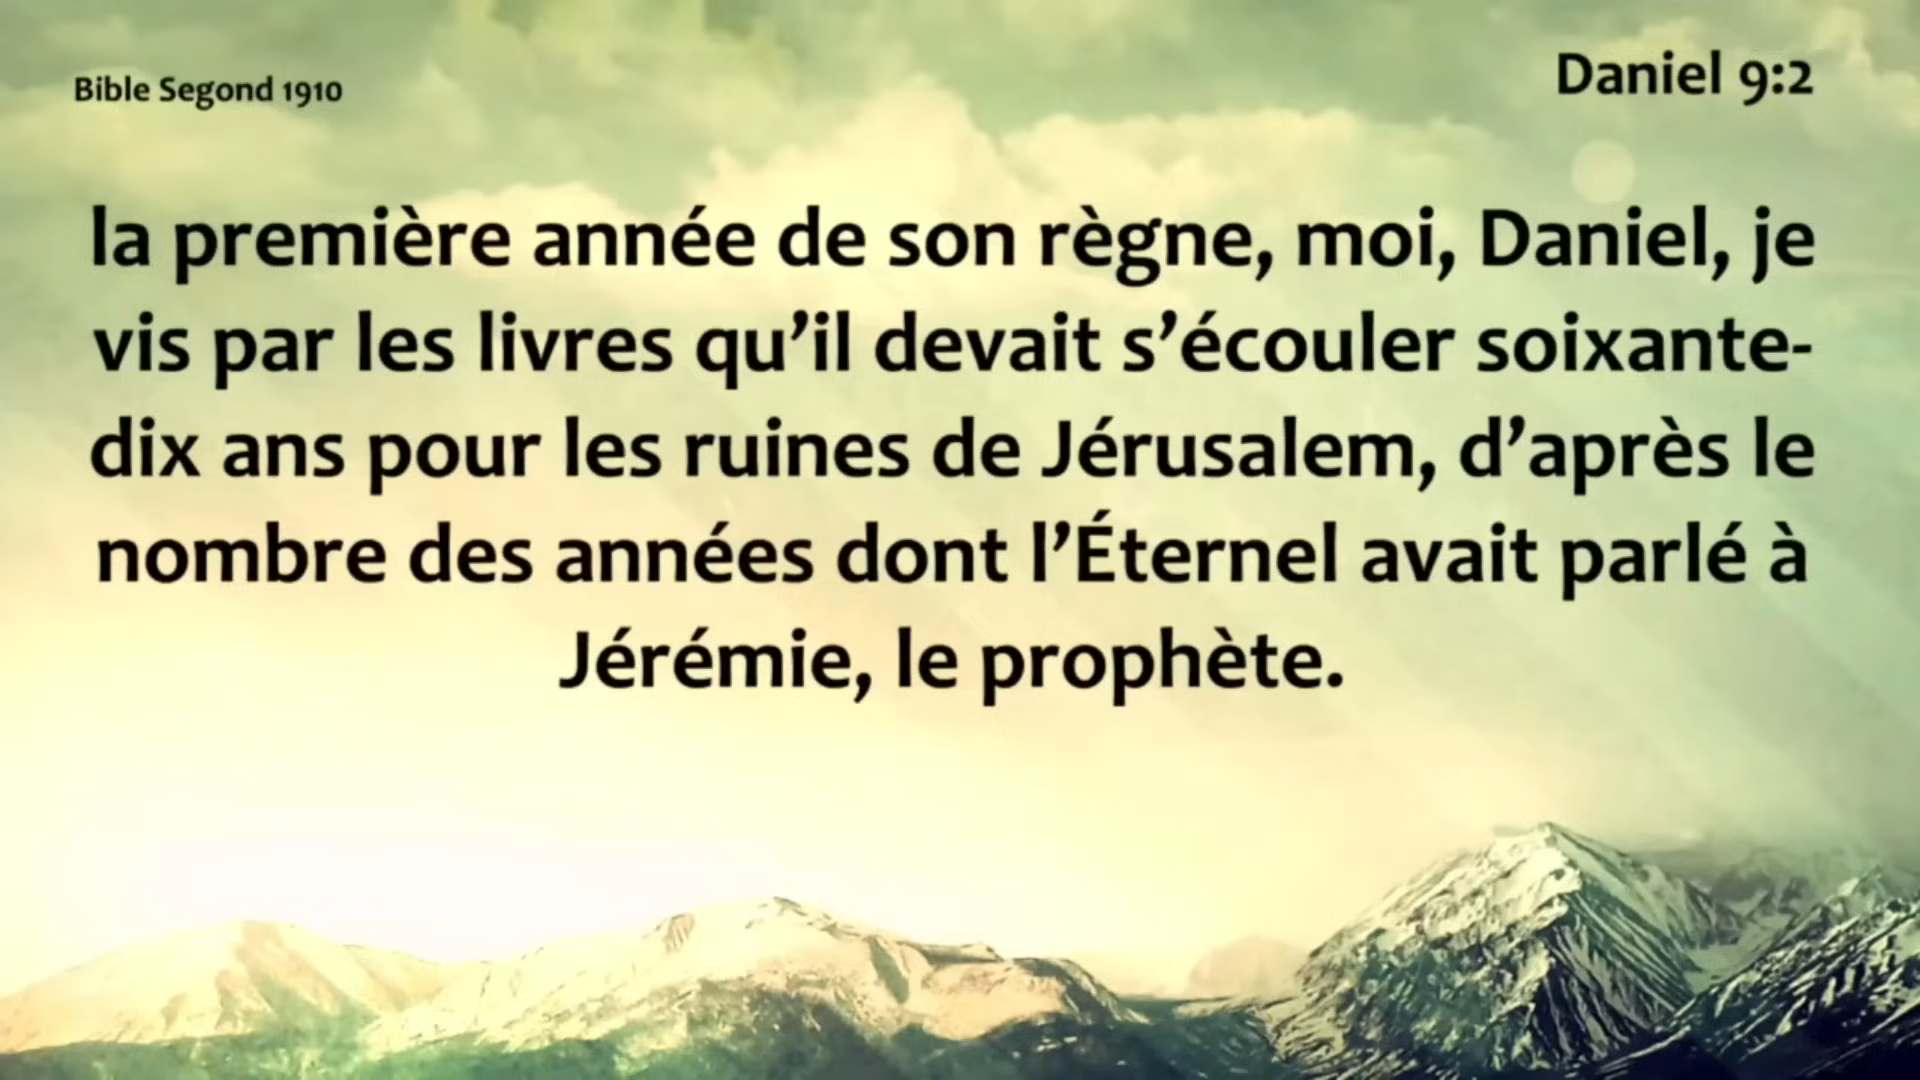 Bible Segond 1910
Daniel 9:2
la première année de son règne, moi, Daniel, je
vis par les livres qu’il devait s’écouler soixante-
dix ans pour les ruines de Jérusalem, d’après le
nombre des années dont l’Éternel avait parlé à
Jérémie, le prophète.